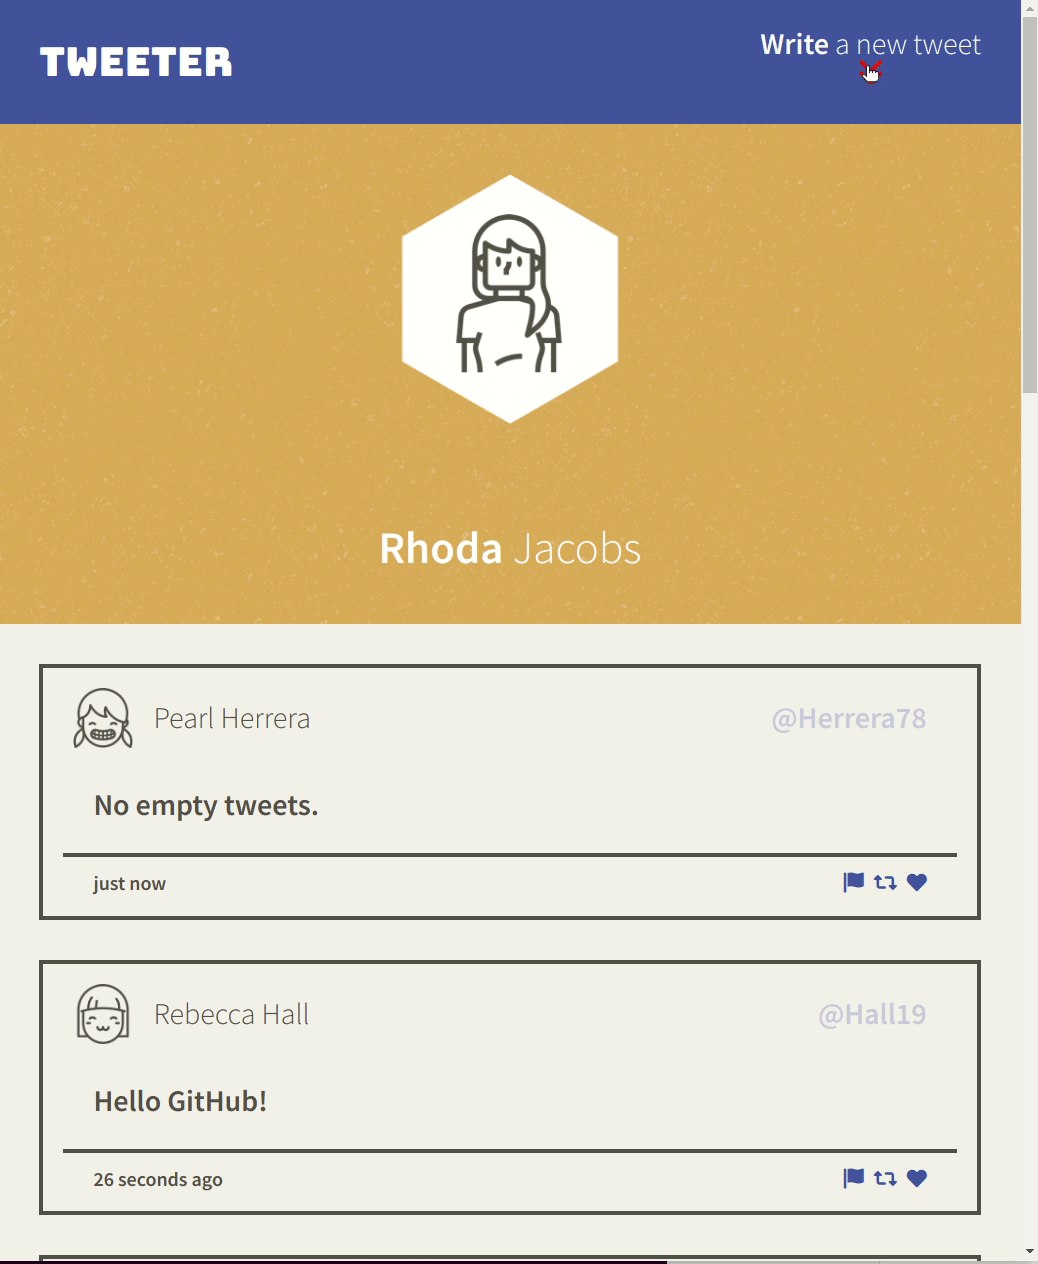 TWEETER
Write a new tweet
Rhoda Jacobs
Pearl Herrera
@Herrera78
No empty tweets.
just now
Rebecca Hall
@Hall19
Hello GitHub!
26 seconds ago